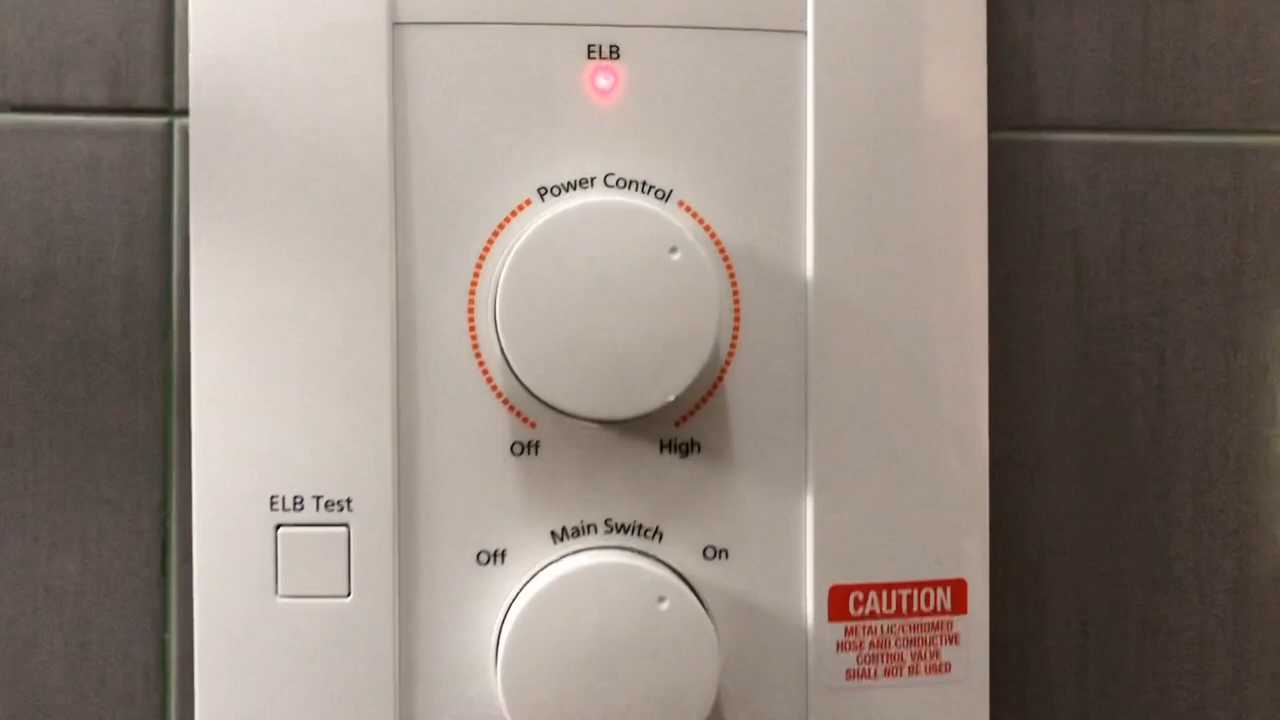 ELB
Power Control
Off
High
ELB Test
Main Switch
Off
On
CAUTION
METALLIC/CHROMED
HOSE AND CONDUCTIVE
CONTROL VALVE
SHALL NOT BE USED